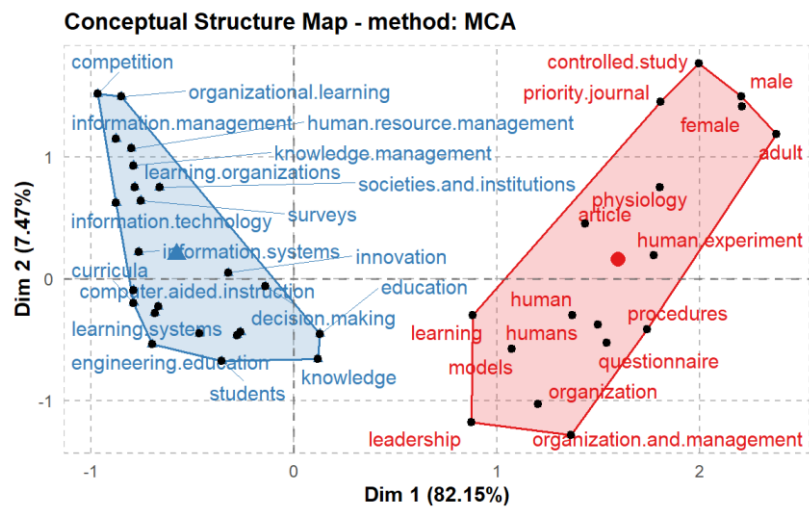 Conceptual Structure Map - method: MCA
competition
controlled.study
organizational.learning
priority.journal
male
information.management
human.resource.management
female
knowledge.management
adult
learning.organizations
societies.and.institutions
physiology
information.technology
surveys
article
information.systems
innovation
human.experiment
curricula
computer.aided.instruction
education
human
learning.systems
decision.making
learning
humans
procedures
engineering.education
knowledge
models
questionnaire
students
organization
leadership
organization.and.management
Dim 2 (7.47%)
1
0
-1
-1
0
1
2
Dim 1 (82.15%)